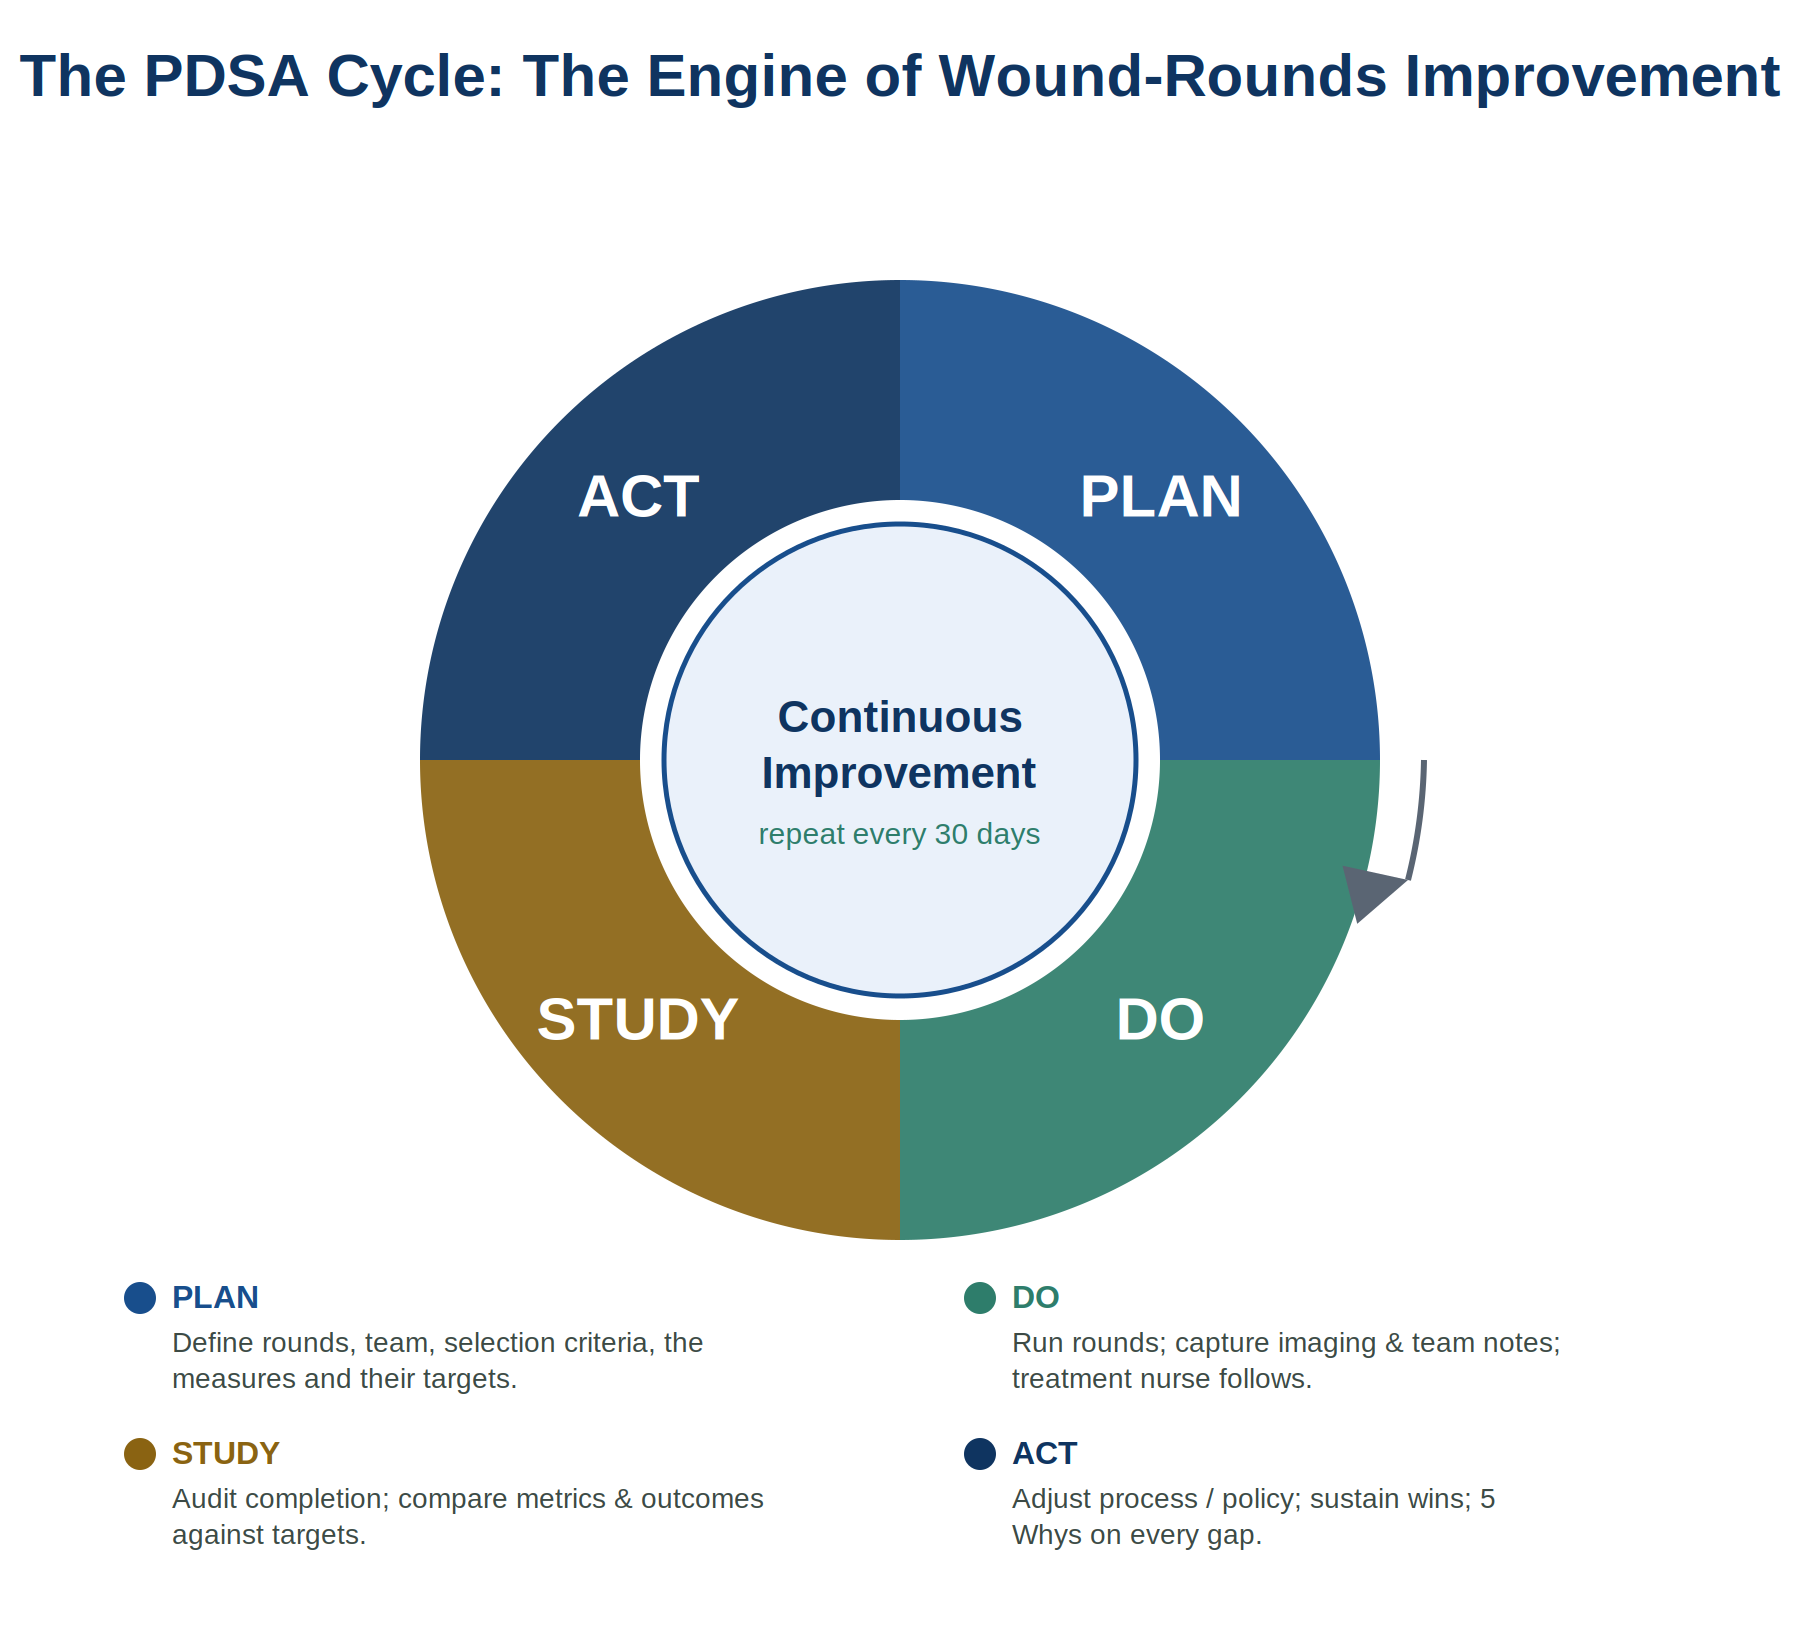 The PDSA Cycle: The Engine of Wound-Rounds Improvement
ACT
PLAN
Continuous
Improvement
repeat every 30 days
STUDY
DO
PLAN
Define rounds, team, selection criteria, the
measures and their targets.
DO
Run rounds; capture imaging & team notes;
treatment nurse follows.
STUDY
Audit completion; compare metrics & outcomes
against targets.
ACT
Adjust process / policy; sustain wins; 5
Whys on every gap.